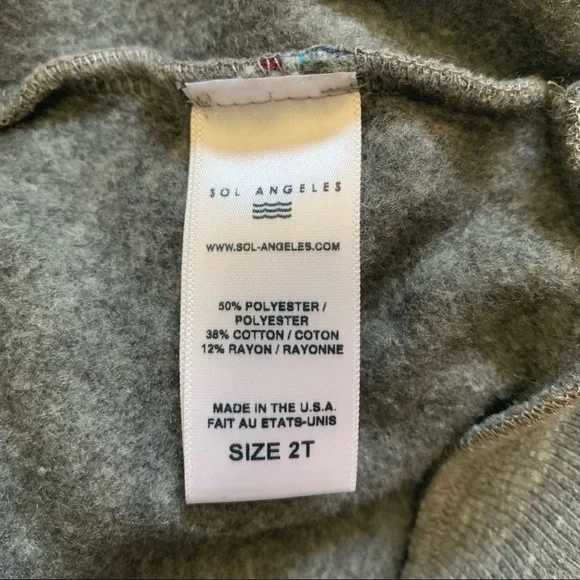 SOL ANGELES
WWW.SOL-ANGELES.COM
50% POLYESTER /
POLYESTER
38% COTTON / COTON
12% RAYON / RAYONNE
MADE IN THE U.S.A.
FAIT AU ETATS-UNIS
SIZE 2T